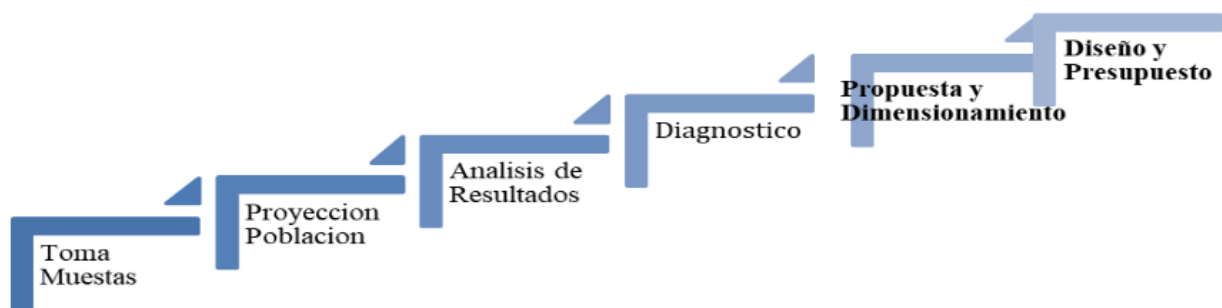 Toma
Muestas
Proyeccion
Poblacion
Analisis de
Resultados
Diagnostico
Propuesta y
Dimensionamiento
Diseño y
Presupuesto